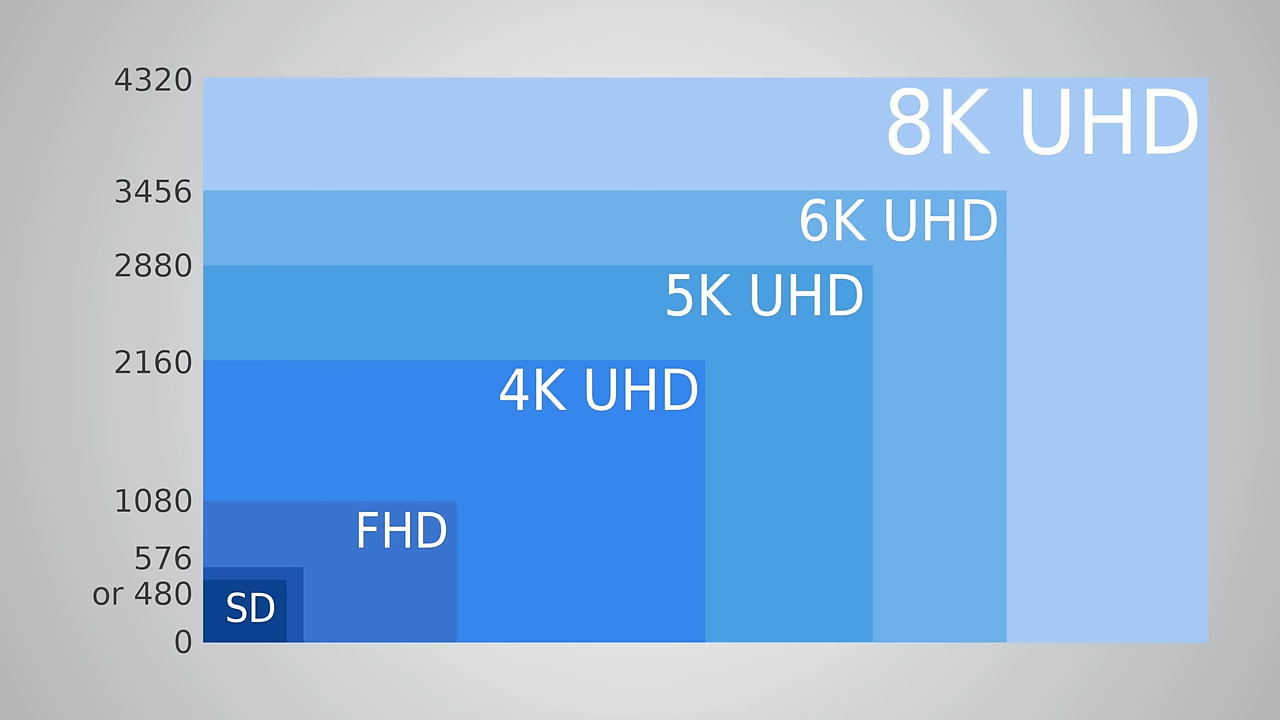 4320
8K UHD
3456
6K UHD
2880
5K UHD
2160
4K UHD
1080
FHD
576
or 480
SD
0